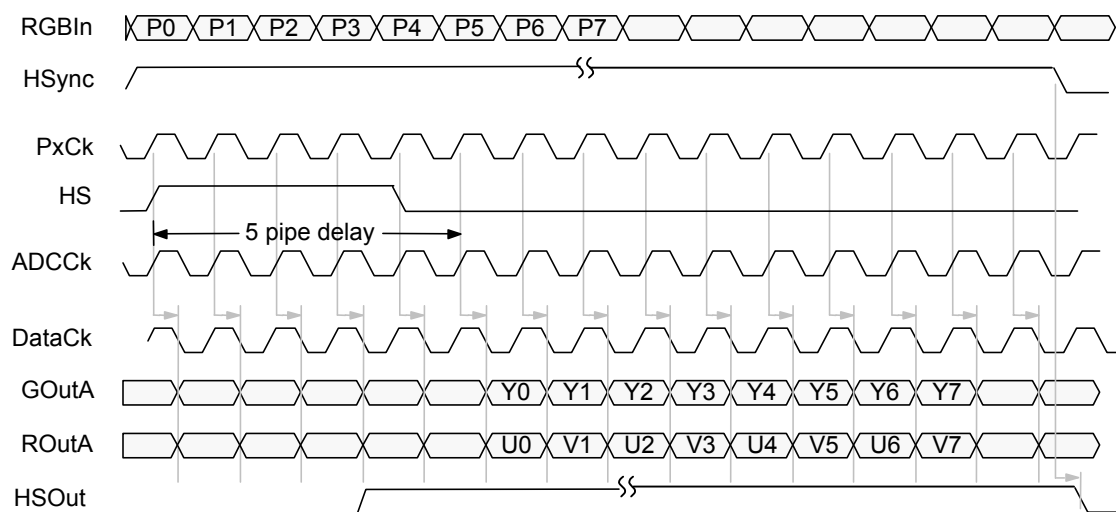 RGBIn P0 P1 P2 P3 P4 P5 P6 P7
HSync
PxCk
HS
5 pipe delay
ADCCk
DataCk
GOutA Y0 Y1 Y2 Y3 Y4 Y5 Y6 Y7
ROutA U0 V1 U2 V3 U4 V5 U6 V7
HSOut